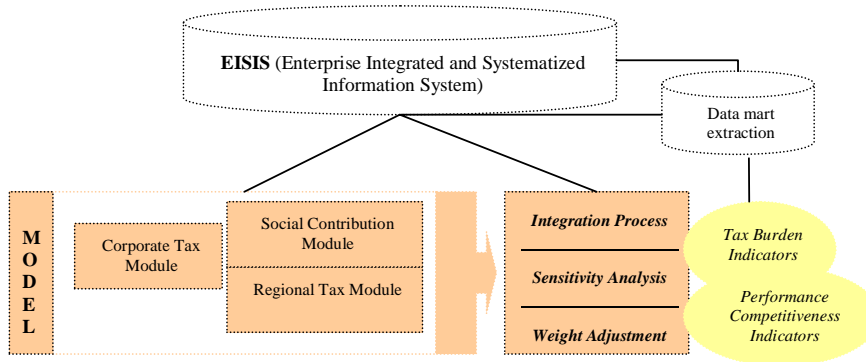 EISIS (Enterprise Integrated and Systematized
Information System)
Data mart
extraction
MODEL
Corporate Tax
Module
Social Contribution
Module
Regional Tax Module
Integration Process
Sensitivity Analysis
Weight Adjustment
Tax Burden
Indicators
Performance
Competitiveness
Indicators